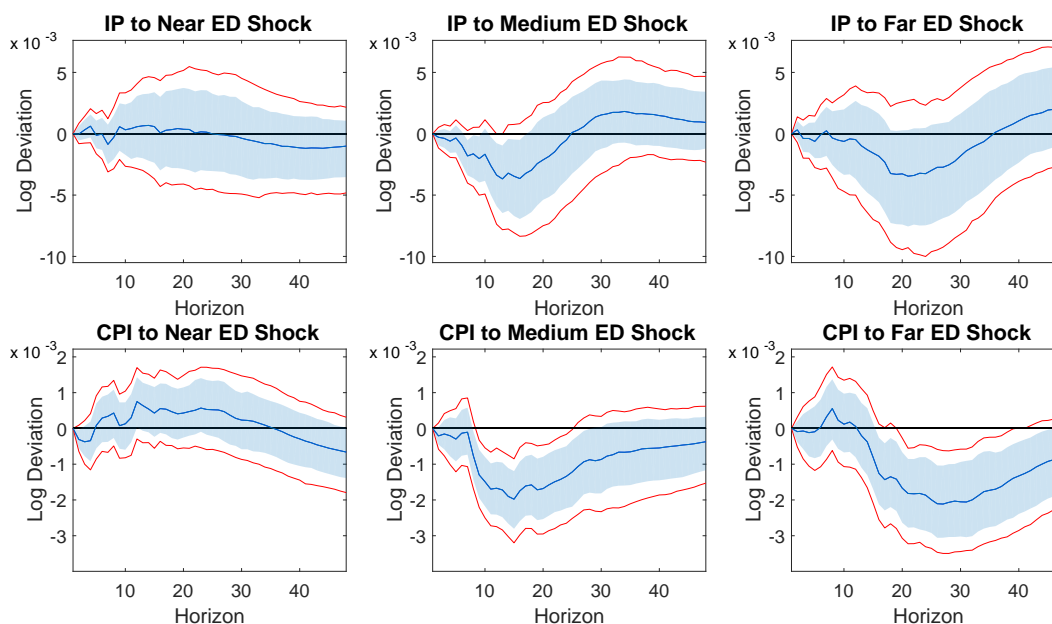 IP to Near ED Shock
x 10 -3
Log Deviation
5
0
-5
-10
10 20 30 40
Horizon
IP to Medium ED Shock
x 10 -3
Log Deviation
5
0
-5
-10
10 20 30 40
Horizon
IP to Far ED Shock
x 10 -3
Log Deviation
5
0
-5
-10
10 20 30 40
Horizon
CPI to Near ED Shock
x 10 -3
Log Deviation
2
1
0
-1
-2
-3
10 20 30 40
Horizon
CPI to Medium ED Shock
x 10 -3
Log Deviation
2
1
0
-1
-2
-3
10 20 30 40
Horizon
CPI to Far ED Shock
x 10 -3
Log Deviation
2
1
0
-1
-2
-3
10 20 30 40
Horizon